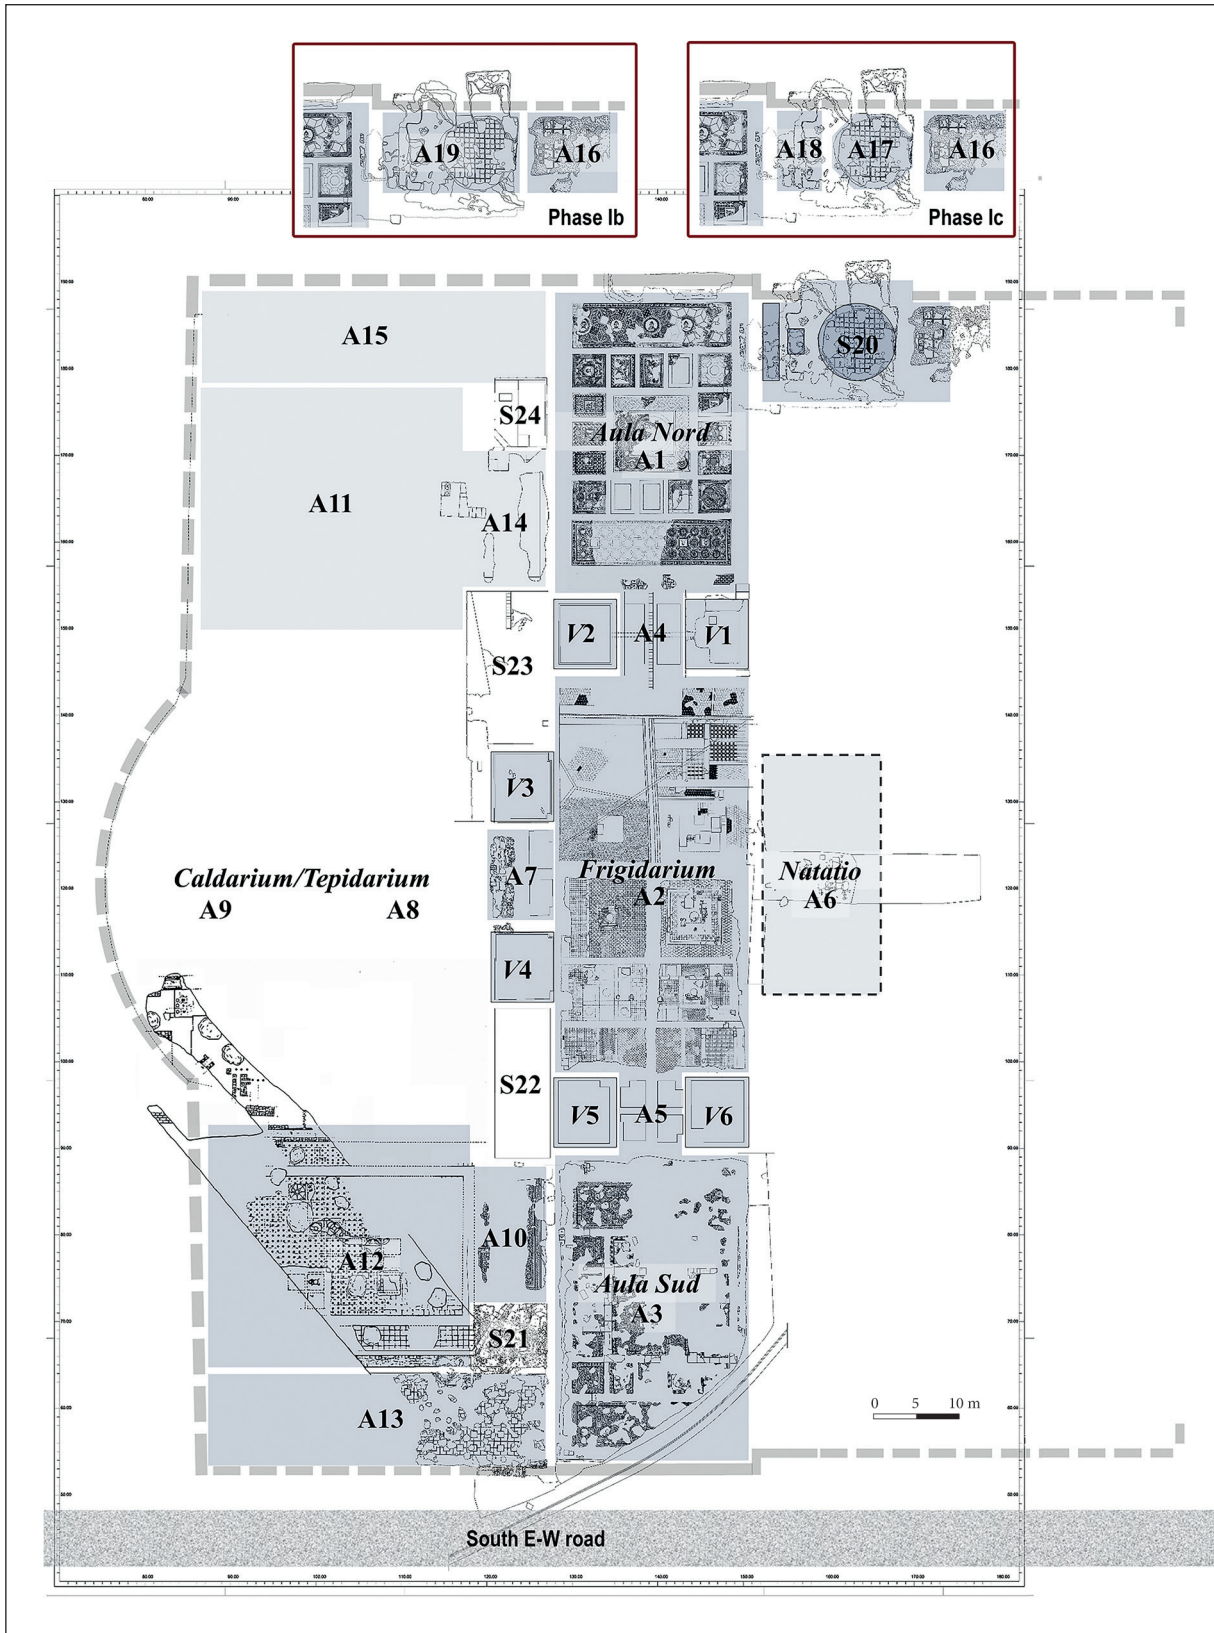 A19
A16
Phase Ib
A18
A17
A16
Phase Ic
A15
S20
S24
Aula Nord
A1
A11
A14
V2
A4
V1
S23
V3
Caldarium/Tepidarium
A9
A8
A7
Frigidarium
A2
Natatio
A6
V4
S22
V5
A5
V6
A10
A12
Aula Sud
A3
S21
A13
0 5 10 m
South E-W road